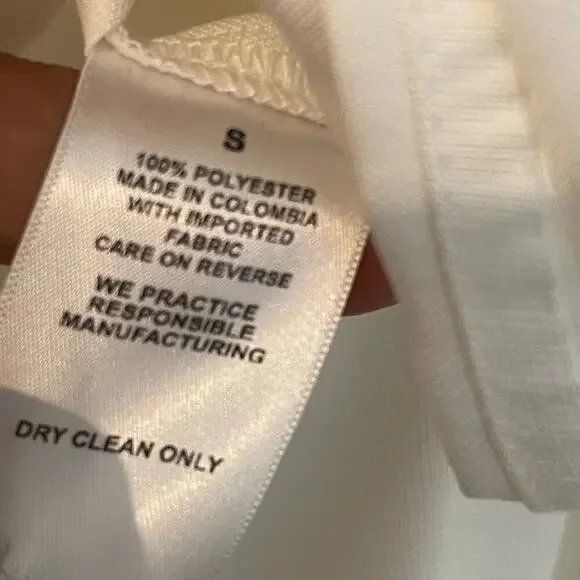 S
100% POLYESTER
MADE IN COLOMBIA
WITH IMPORTED
FABRIC
CARE ON REVERSE
WE PRACTICE
RESPONSIBLE
MANUFACTURING
DRY CLEAN ONLY